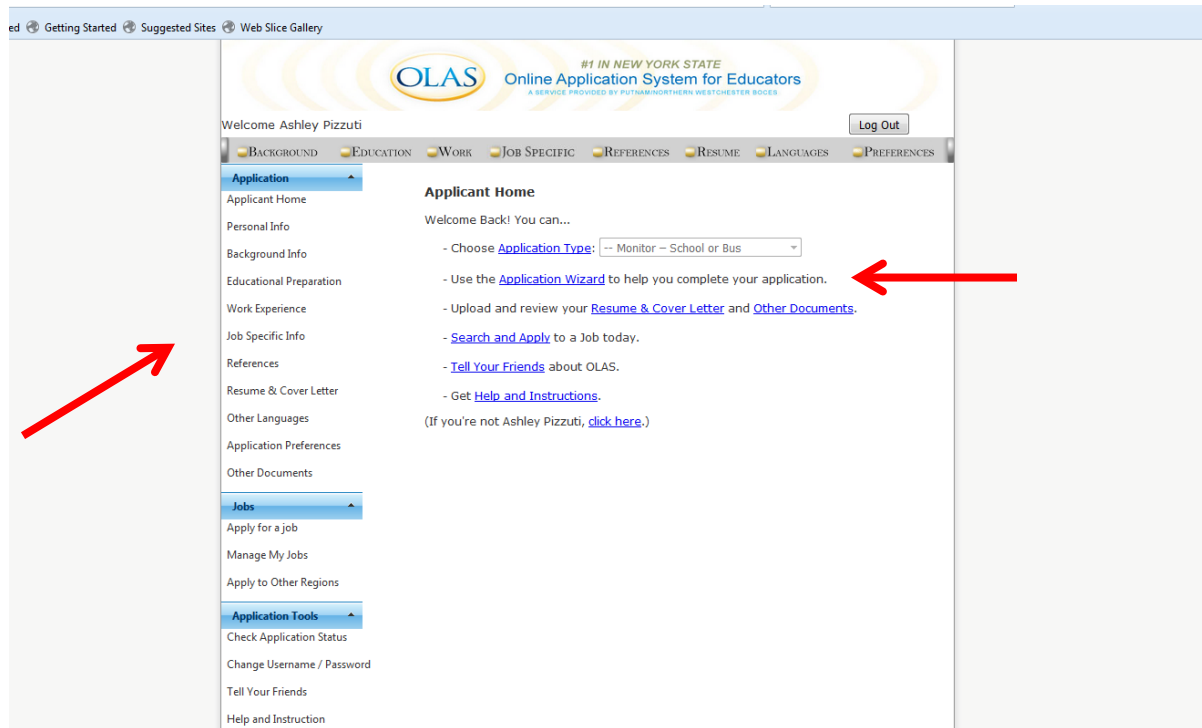 ed Getting Started Suggested Sites Web Slice Gallery
#1 IN NEW YORK STATE
OLAS Online Application System for Educators
A SERVICE PROVIDED BY PUTNAM/NORTHERN WESTCHESTER BOCES
Welcome Ashley Pizzuti Log Out
BACKGROUND EDUCATION WORK JOB SPECIFIC REFERENCES RESUME LANGUAGES PREFERENCES
Application
Applicant Home
Personal Info
Background Info
Educational Preparation
Work Experience
Job Specific Info
References
Resume & Cover Letter
Other Languages
Application Preferences
Other Documents
Jobs
Apply for a job
Manage My Jobs
Apply to Other Regions
Application Tools
Check Application Status
Change Username / Password
Tell Your Friends
Help and Instruction
Applicant Home
Welcome Back! You can...
- Choose Application Type: -- Monitor – School or Bus
- Use the Application Wizard to help you complete your application.
- Upload and review your Resume & Cover Letter and Other Documents.
- Search and Apply to a Job today.
- Tell Your Friends about OLAS.
- Get Help and Instructions.
(If you're not Ashley Pizzuti, click here.)